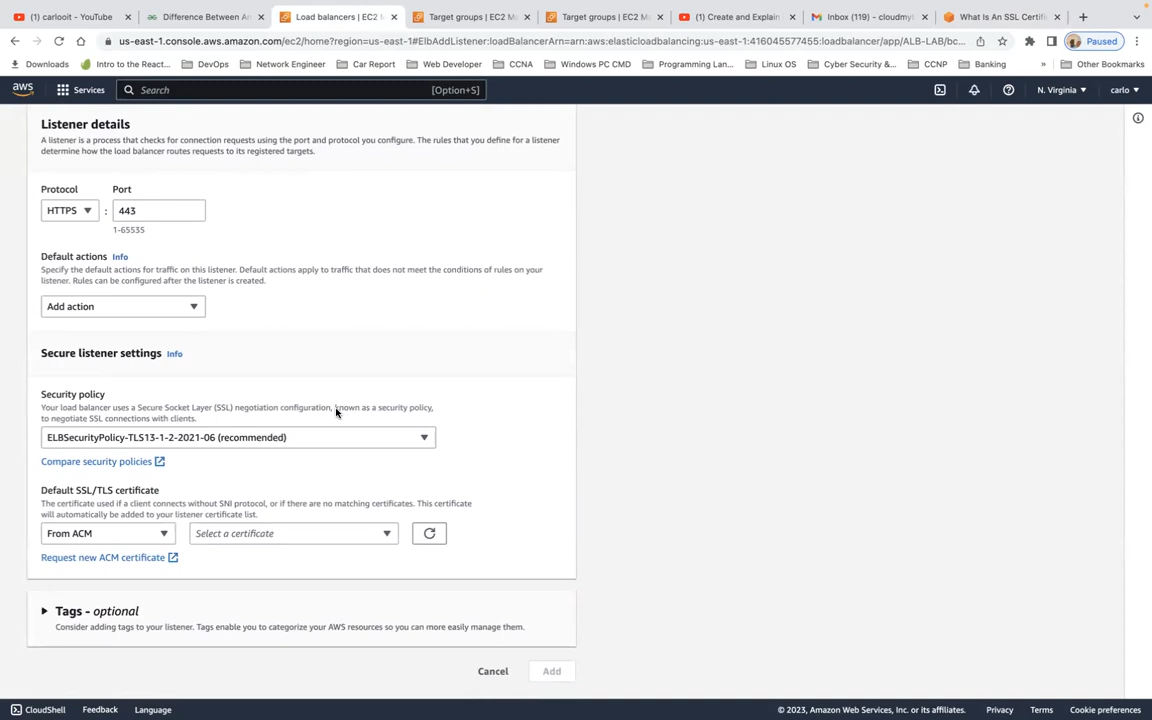 (1) carloott - YouTube
Difference Between An
Load balancers | EC2 M
Target groups | EC2 Ma
Target groups | EC2 M
(1) Create and Explain
Inbox (119) - cloudmy
What Is An SSL Certifi
us-east-1.console.aws.amazon.com/ec2/home?region=us-east-1#ElbAddListener:loadBalancerArn=arn:aws:elasticloadbalancing:us-east-1:416045577455:loadbalancer/app/ALB-LAB/bc...
Paused
Downloads
Intro to the React...
DevOps
Network Engineer
Car Report
Web Developer
CCNA
Windows PC CMD
Programming Lan...
Linux OS
Cyber Security &...
CCNP
Banking
»
Other Bookmarks
aws
Services
Search
[Option+S]
N. Virginia
carlo
Listener details
A listener is a process that checks for connection requests using the port and protocol you configure. The rules that you define for a listener
determine how the load balancer routes requests to its registered targets.
Protocol
Port
HTTPS
:
443
1-65535
Default actions Info
Specify the default actions for traffic on this listener. Default actions apply to traffic that does not meet the conditions of rules on your
listener. Rules can be configured after the listener is created.
Add action
Secure listener settings Info
Security policy
Your load balancer uses a Secure Socket Layer (SSL) negotiation configuration, known as a security policy,
to negotiate SSL connections with clients.
ELBSecurityPolicy-TLS13-1-2-2021-06 (recommended)
Compare security policies
Default SSL/TLS certificate
The certificate used if a client connects without SNI protocol, or if there are no matching certificates. This certificate
will automatically be added to your listener certificate list.
From ACM
Select a certificate
Request new ACM certificate
Tags - optional
Consider adding tags to your listener. Tags enable you to categorize your AWS resources so you can more easily manage them.
Cancel
Add
CloudShell
Feedback
Language
© 2023, Amazon Web Services, Inc. or its affiliates.
Privacy
Terms
Cookie preferences